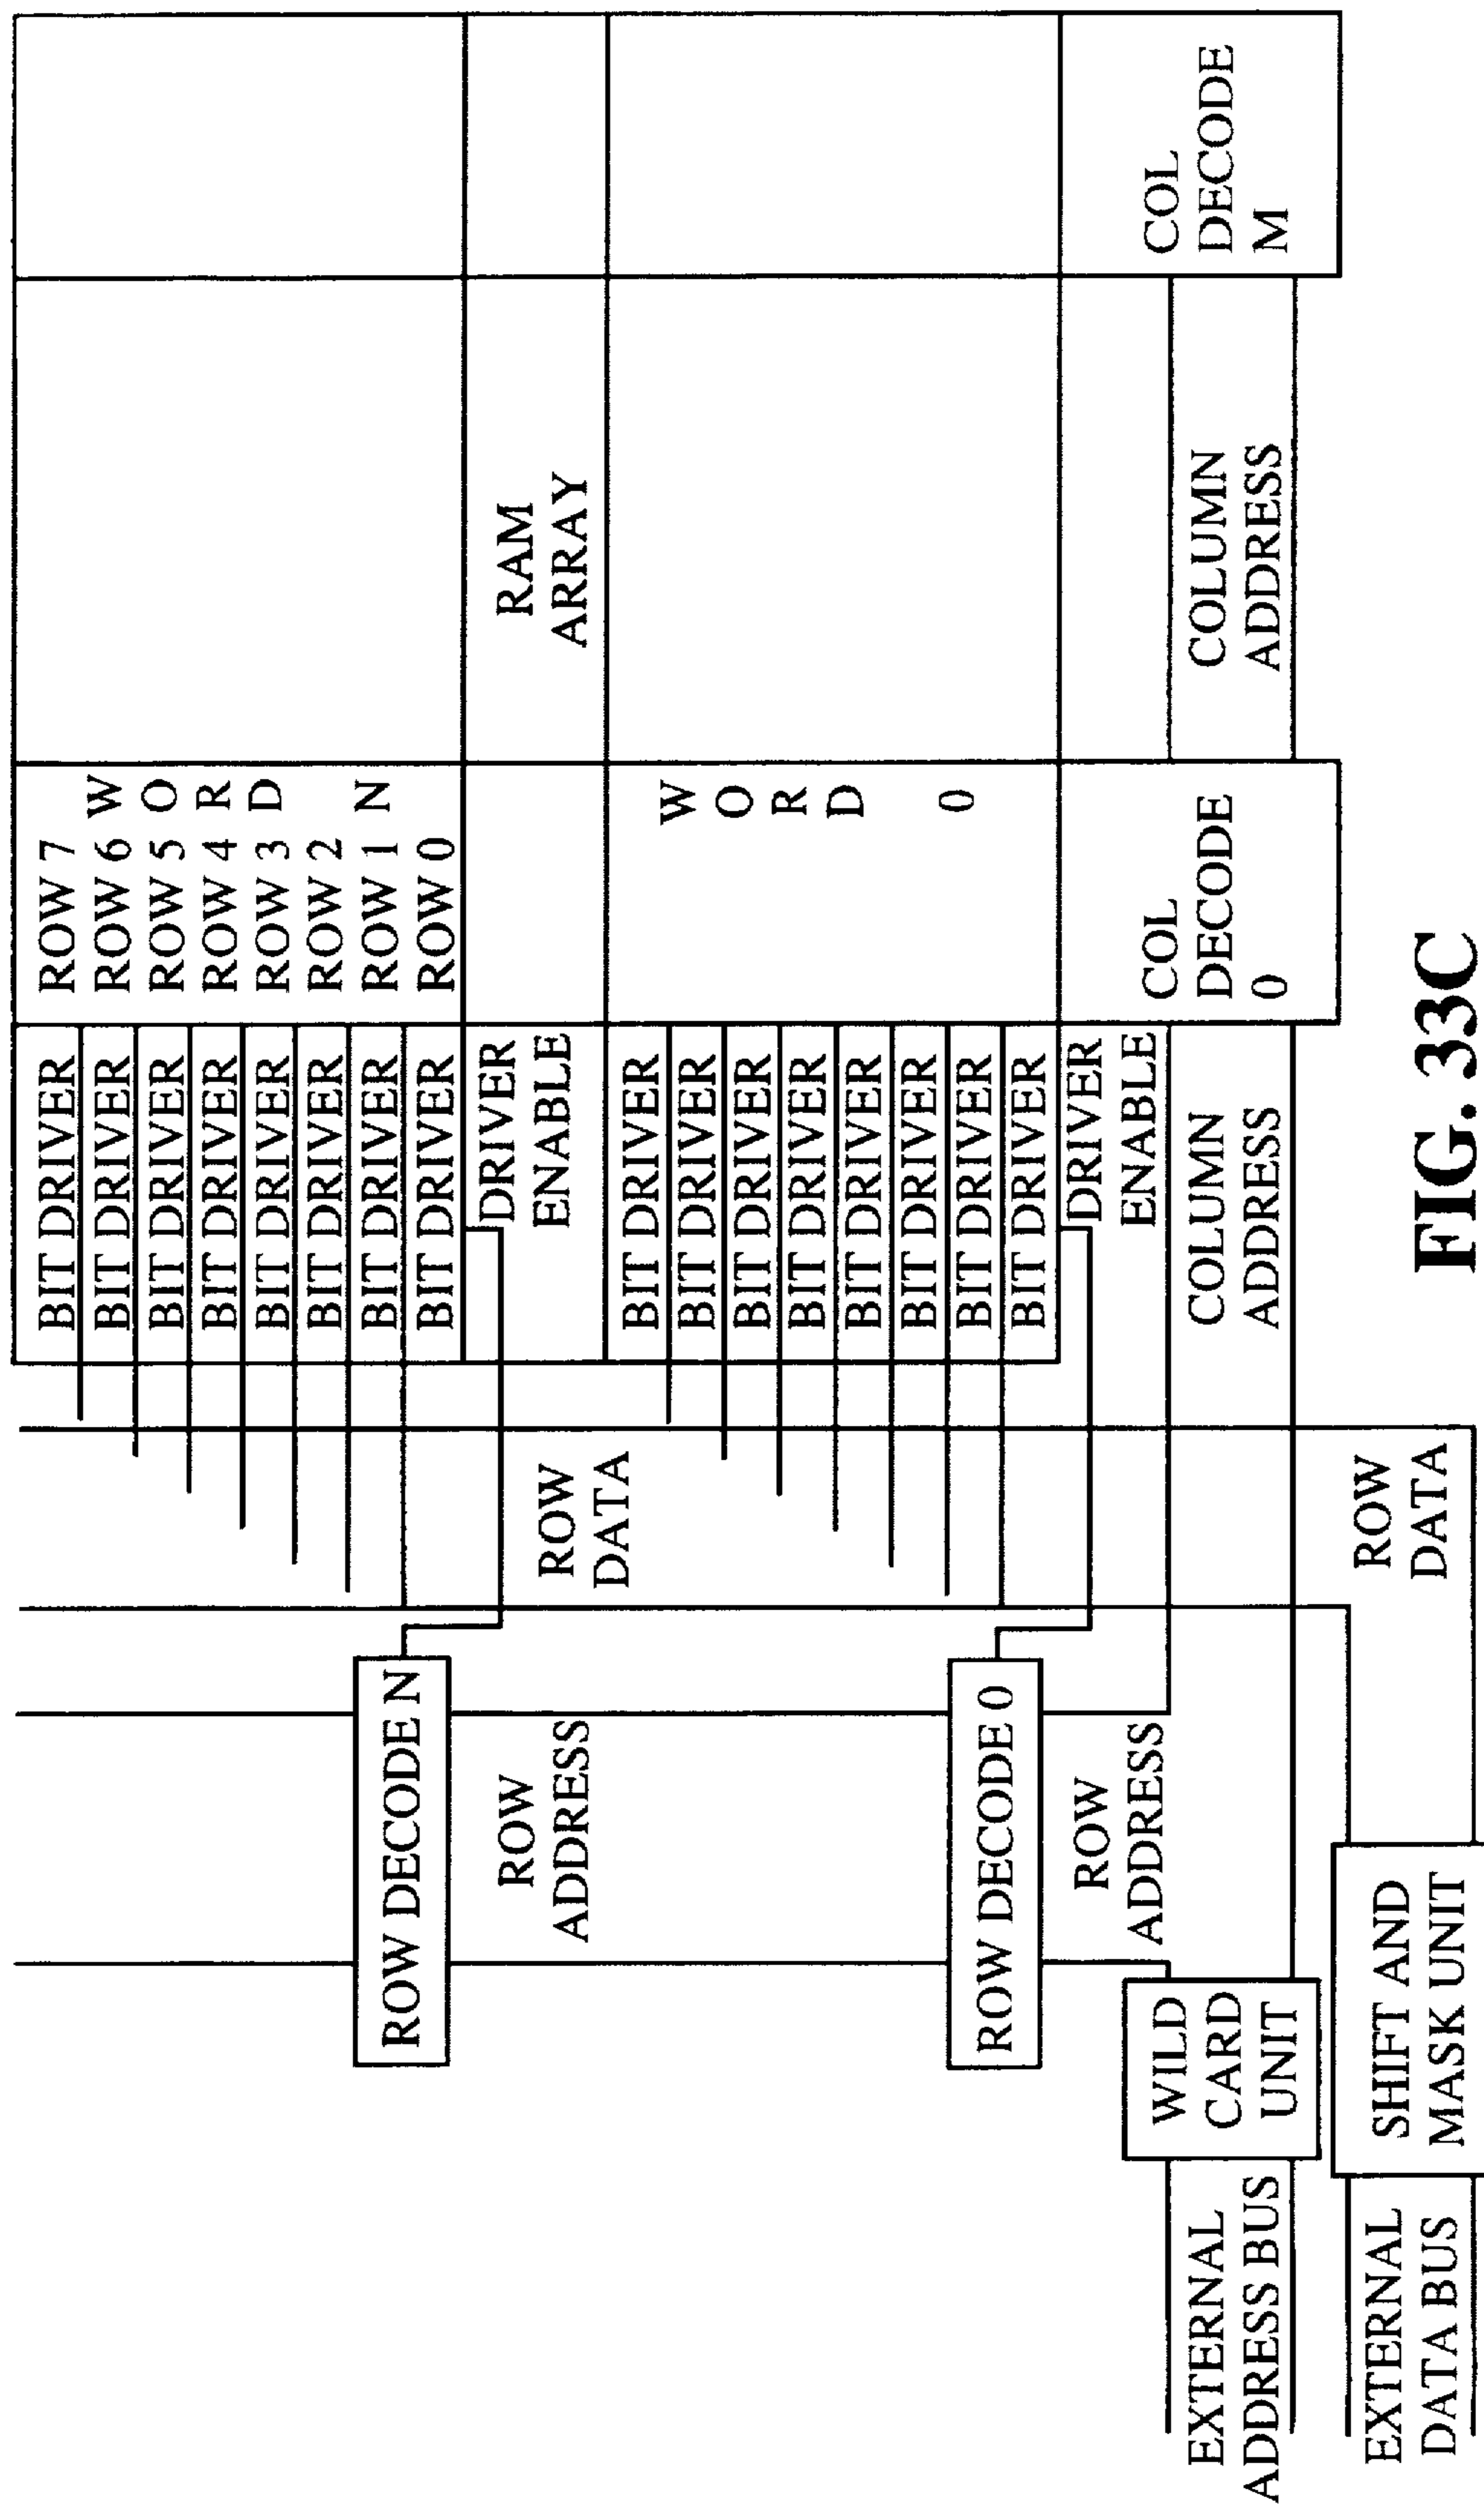 BIT DRIVER
BIT DRIVER
BIT DRIVER
BIT DRIVER
BIT DRIVER
BIT DRIVER
BIT DRIVER
BIT DRIVER
ROW 7
ROW 6
ROW 5
ROW 4
ROW 3
ROW 2
ROW 1
ROW 0
W
O
R
D
N
ROW DECODE N
DRIVER
ENABLE
RAM
ARRAY
ROW
ADDRESS
ROW
DATA
BIT DRIVER
BIT DRIVER
BIT DRIVER
BIT DRIVER
BIT DRIVER
BIT DRIVER
BIT DRIVER
BIT DRIVER
W
O
R
D
0
ROW DECODE 0
DRIVER
ENABLE
ROW
ADDRESS
COL
DECODE
0
COL
DECODE
M
EXTERNAL
ADDRESS BUS
WILD
CARD
UNIT
COLUMN
ADDRESS
COLUMN
ADDRESS
EXTERNAL
DATA BUS
SHIFT AND
MASK UNIT
ROW
DATA
FIG. 33C